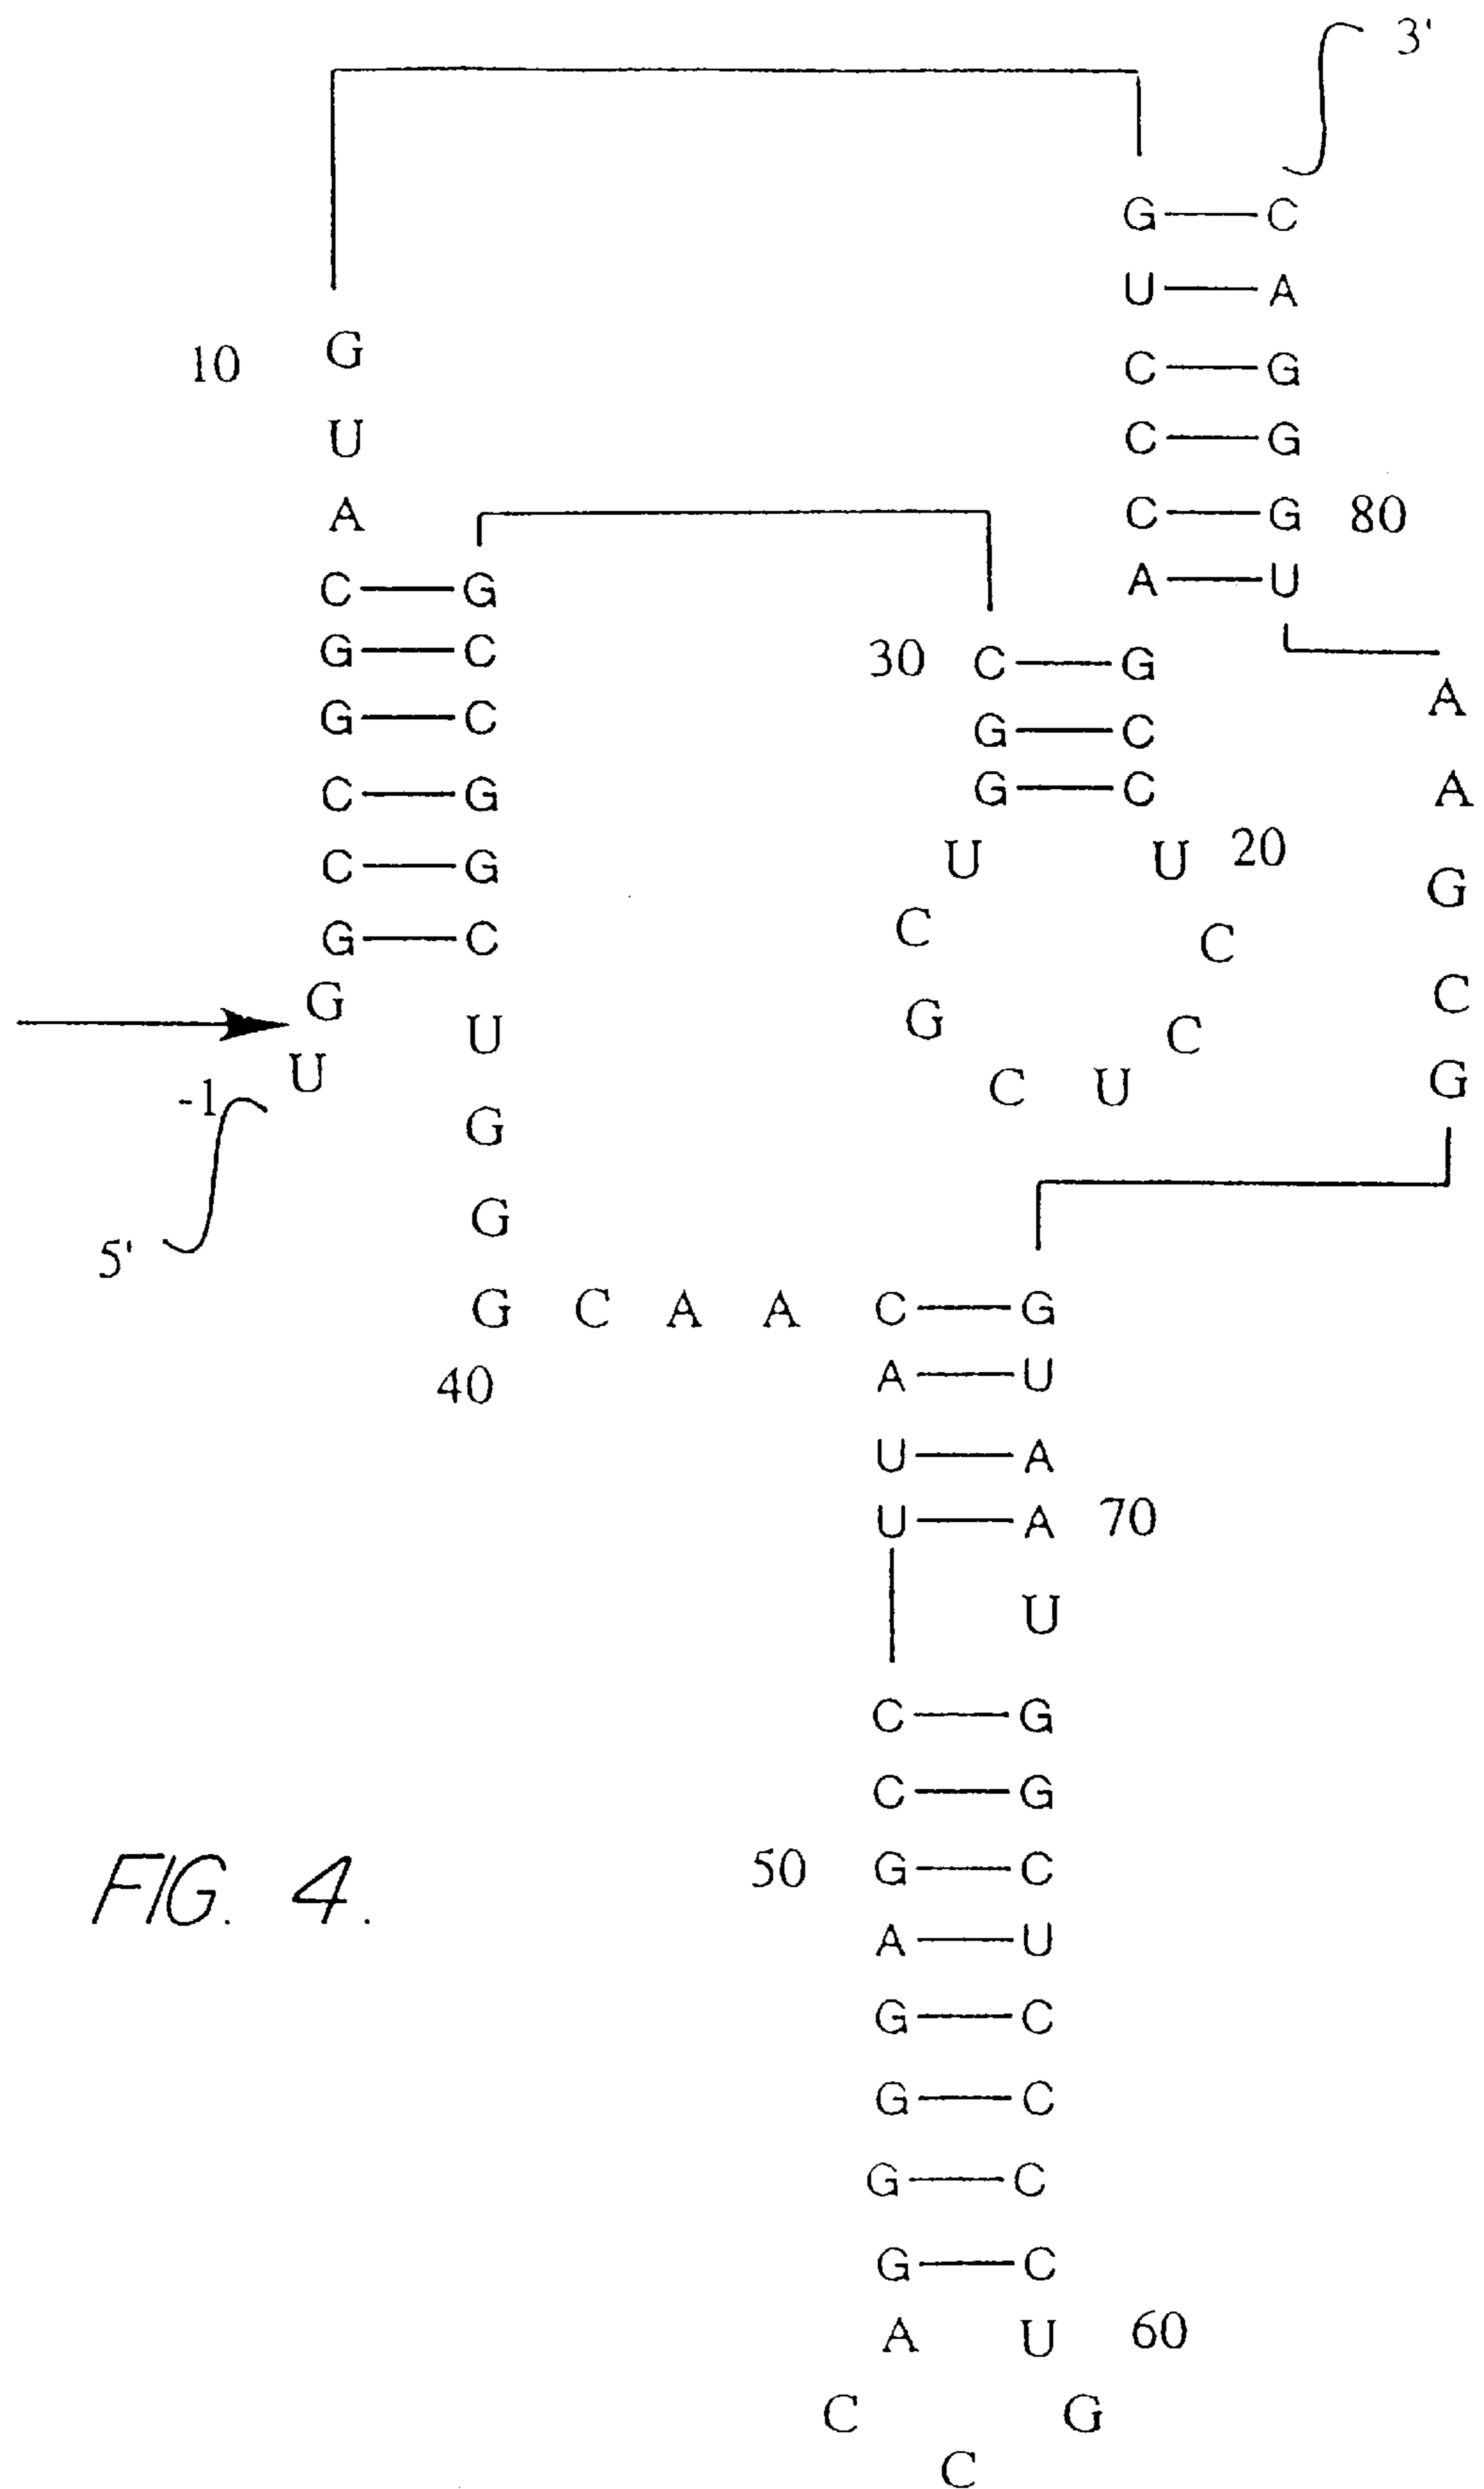 3'
G C
U A
10 G C G
U C G
A C G 80
C G A U
G C 30 C G A
G C G C
C G G C A
C G U U 20 G
G C C C
G G C C
U U C U G
-1
G
5' G
G C A A C G
40 A U
U A
U A 70
U
C G
C G
50 G C
A U
G C
G C
G C
G C
A U 60
C G
C
FIG. 4.